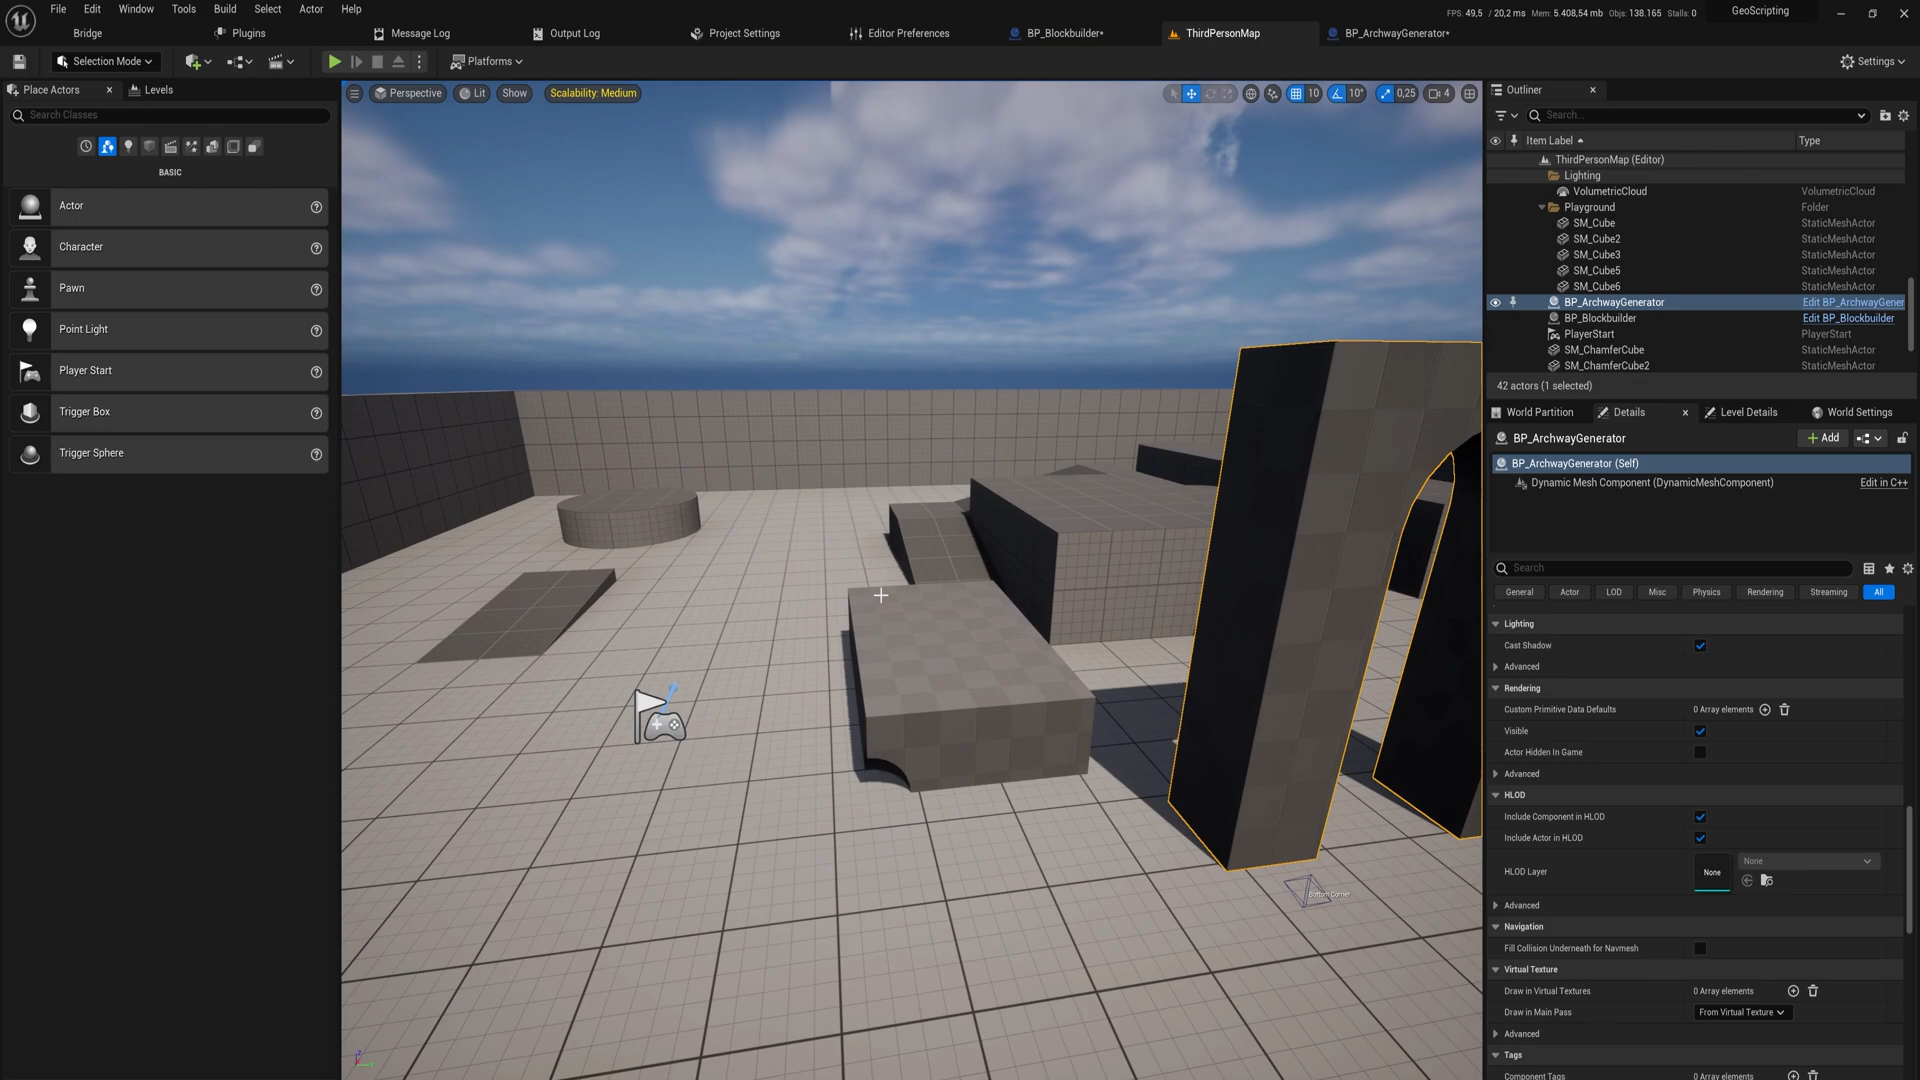 File Edit Window Tools Build Select Actor Help
FPS: 49,5 / 20,2 ms Mem: 5.408,54 mb Objs: 138.165 Stalls: 0
GeoScripting
Bridge
Plugins
Message Log
Output Log
Project Settings
Editor Preferences
BP_Blockbuilder*
ThirdPersonMap
BP_ArchwayGenerator*
Selection Mode
Platforms
Settings
Place Actors
Levels
Search Classes
BASIC
Actor
Character
Pawn
Point Light
Player Start
Trigger Box
Trigger Sphere
Perspective
Lit
Show
Scalability: Medium
10
10°
0,25
4
Bottom Corner
Outliner
Search...
Item Label Type
ThirdPersonMap (Editor)
Lighting
VolumetricCloud VolumetricCloud
Playground Folder
SM_Cube StaticMeshActor
SM_Cube2 StaticMeshActor
SM_Cube3 StaticMeshActor
SM_Cube5 StaticMeshActor
SM_Cube6 StaticMeshActor
BP_ArchwayGenerator Edit BP_ArchwayGener
BP_Blockbuilder Edit BP_Blockbuilder
PlayerStart PlayerStart
SM_ChamferCube StaticMeshActor
SM_ChamferCube2 StaticMeshActor
42 actors (1 selected)
World Partition
Details
Level Details
World Settings
BP_ArchwayGenerator
Add
BP_ArchwayGenerator (Self)
Dynamic Mesh Component (DynamicMeshComponent) Edit in C++
Search
General Actor LOD Misc Physics Rendering Streaming All
Lighting
Cast Shadow
Advanced
Rendering
Custom Primitive Data Defaults 0 Array elements
Visible
Actor Hidden In Game
Advanced
HLOD
Include Component in HLOD
Include Actor in HLOD
HLOD Layer None None
Advanced
Navigation
Fill Collision Underneath for Navmesh
Virtual Texture
Draw in Virtual Textures 0 Array elements
Draw in Main Pass From Virtual Texture
Advanced
Tags
Component Tags 0 Array elements